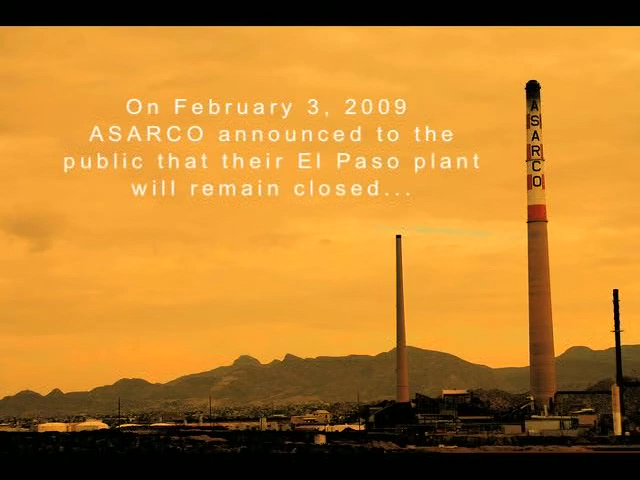 On February 3, 2009
ASARCO announced to the
public that their El Paso plant
will remain closed...
ASARCO